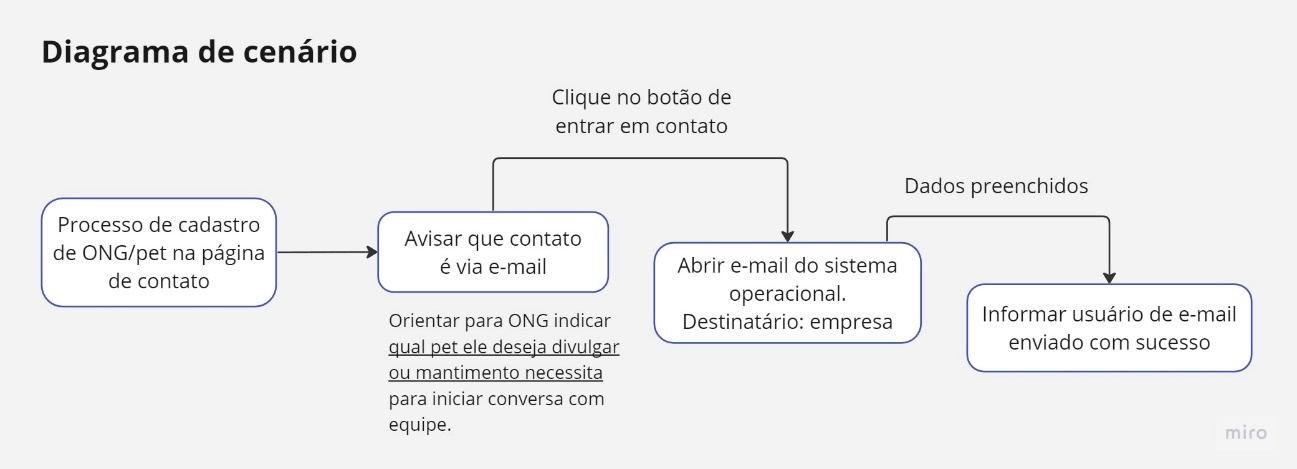 Diagrama de cenário
Clique no botão de
entrar em contato
Dados preenchidos
Processo de cadastro
de ONG/pet na página
de contato
Avisar que contato
é via e-mail
Orientar para ONG indicar
qual pet ele deseja divulgar
ou mantimento necessita
para iniciar conversa com
equipe.
Abrir e-mail do sistema
operacional.
Destinatário: empresa
Informar usuário de e-mail
enviado com sucesso
miro